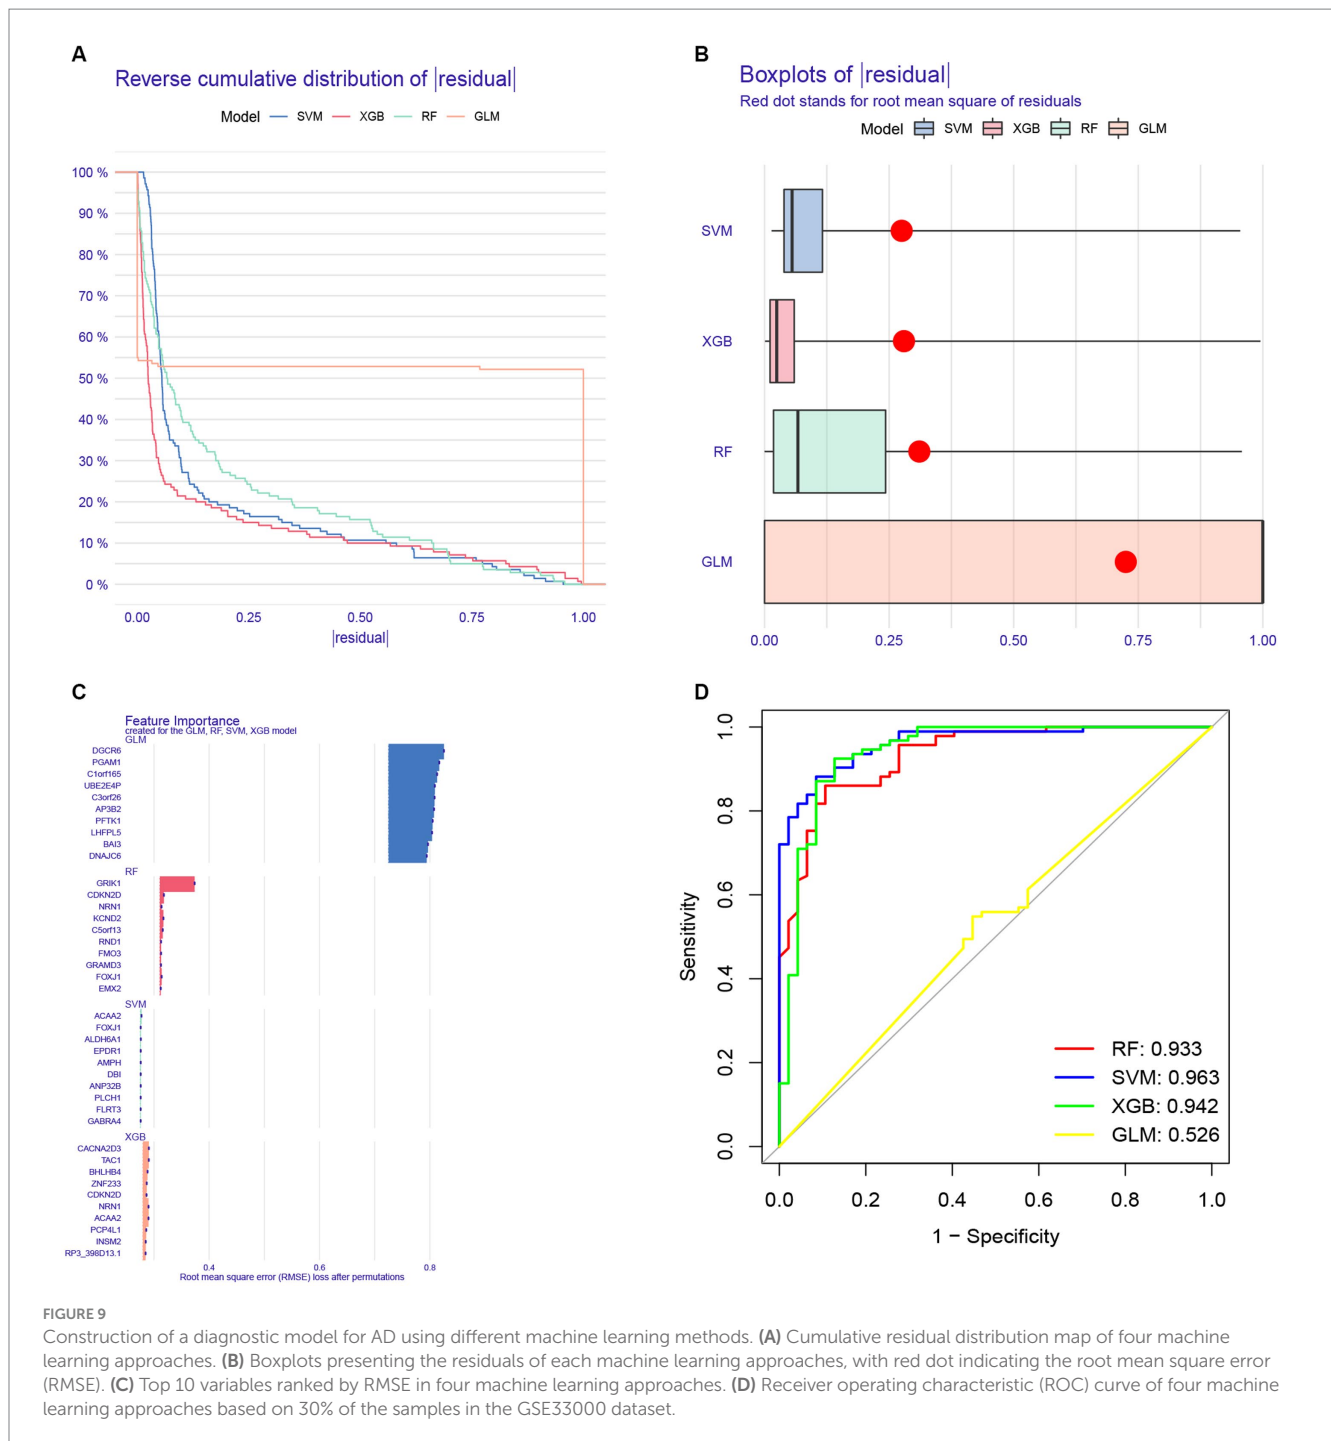 A
Reverse cumulative distribution of |residual|
Model SVM XGB RF GLM
100 %
90 %
80 %
70 %
60 %
50 %
40 %
30 %
20 %
10 %
0 %
0.00 0.25 0.50 0.75 1.00
|residual|
B
Boxplots of |residual|
Red dot stands for root mean square of residuals
Model SVM XGB RF GLM
SVM
XGB
RF
GLM
0.00 0.25 0.50 0.75 1.00
C
Feature Importance
created for the GLM, RF, SVM, XGB model
GLM
DGCR6
PGAM1
C1orf165
UBE2E4P
C3orf26
AP3B2
PFTK1
LHFPL5
BAI3
DNAJC6
RF
GRIK1
CDKN2D
NRN1
KCND2
C5orf13
RND1
FMO3
GRAMD3
FOXJ1
EMX2
SVM
ACAA2
FOXJ1
ALDH6A1
EPDR1
AMPH
DBI
ANP32B
PLCH1
FLRT3
GABRA4
XGB
CACNA2D3
TAC1
BHLHB4
ZNF233
CDKN2D
NRN1
ACAA2
PCP4L1
INSM2
RP3_398D13.1
0.4 0.6 0.8
Root mean square error (RMSE) loss after permutations
D
Sensitivity
1.0
0.8
0.6
0.4
0.2
0.0
RF: 0.933
SVM: 0.963
XGB: 0.942
GLM: 0.526
0.0 0.2 0.4 0.6 0.8 1.0
1 − Specificity
FIGURE 9
Construction of a diagnostic model for AD using different machine learning methods. (A) Cumulative residual distribution map of four machine
learning approaches. (B) Boxplots presenting the residuals of each machine learning approaches, with red dot indicating the root mean square error
(RMSE). (C) Top 10 variables ranked by RMSE in four machine learning approaches. (D) Receiver operating characteristic (ROC) curve of four machine
learning approaches based on 30% of the samples in the GSE33000 dataset.